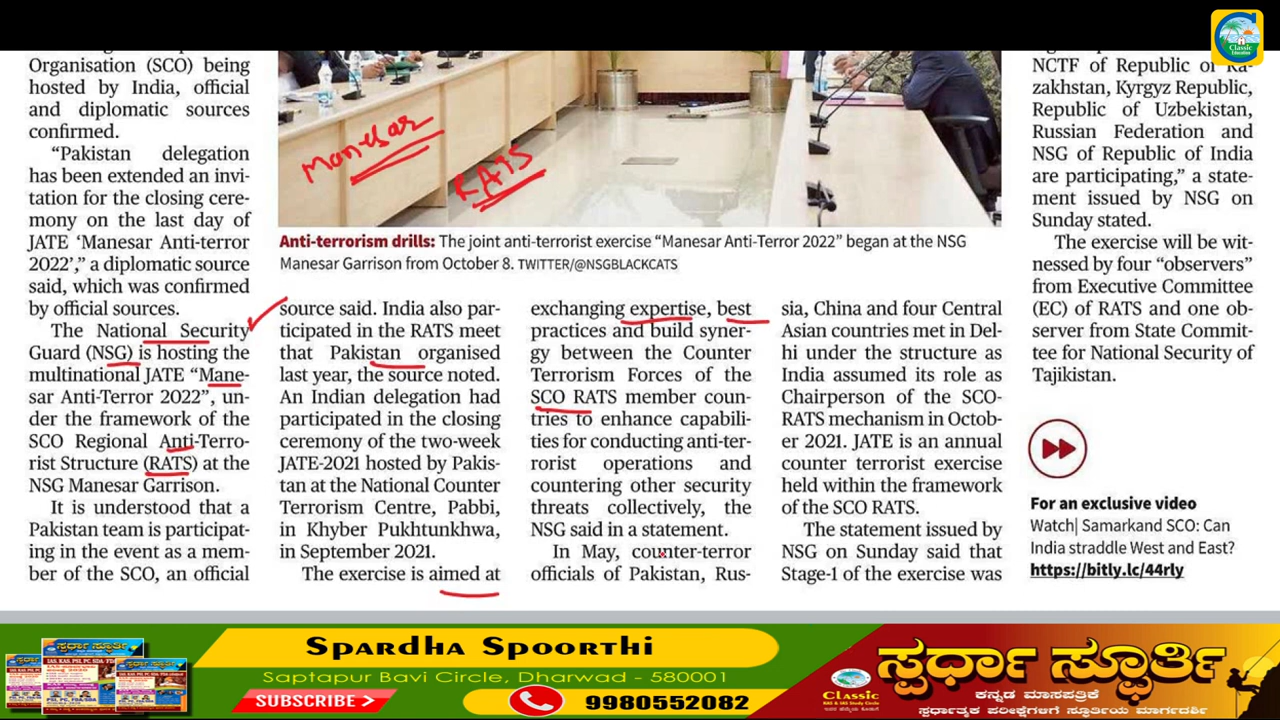 Organisation (SCO) being
hosted by India, official
and diplomatic sources
confirmed.
“Pakistan delegation
has been extended an invi-
tation for the closing cere-
mony on the last day of
JATE ‘Manesar Anti-terror
2022’,” a diplomatic source
said, which was confirmed
by official sources.
The National Security
Guard (NSG) is hosting the
multinational JATE “Mane-
sar Anti-Terror 2022”, un-
der the framework of the
SCO Regional Anti-Terro-
rist Structure (RATS) at the
NSG Manesar Garrison.
It is understood that a
Pakistan team is participat-
ing in the event as a mem-
ber of the SCO, an official
Manesar
RATS
Anti-terrorism drills: The joint anti-terrorist exercise “Manesar Anti-Terror 2022” began at the NSG
Manesar Garrison from October 8. TWITTER/@NSGBLACKCATS
source said. India also par-
ticipated in the RATS meet
that Pakistan organised
last year, the source noted.
An Indian delegation had
participated in the closing
ceremony of the two-week
JATE-2021 hosted by Pakis-
tan at the National Counter
Terrorism Centre, Pabbi,
in Khyber Pukhtunkhwa,
in September 2021.
The exercise is aimed at
exchanging expertise, best
practices and build syner-
gy between the Counter
Terrorism Forces of the
SCO RATS member coun-
tries to enhance capabili-
ties for conducting anti-ter-
rorist operations and
countering other security
threats collectively, the
NSG said in a statement.
In May, counter-terror
officials of Pakistan, Rus-
sia, China and four Central
Asian countries met in Del-
hi under the structure as
India assumed its role as
Chairperson of the SCO-
RATS mechanism in Octob-
er 2021. JATE is an annual
counter terrorist exercise
held within the framework
of the SCO RATS.
The statement issued by
NSG on Sunday said that
Stage-1 of the exercise was
NCTF of Republic of Ka-
zakhstan, Kyrgyz Republic,
Republic of Uzbekistan,
Russian Federation and
NSG of Republic of India
are participating,” a state-
ment issued by NSG on
Sunday stated.
The exercise will be wit-
nessed by four “observers”
from Executive Committee
(EC) of RATS and one ob-
server from State Commit-
tee for National Security of
Tajikistan.
For an exclusive video
Watch| Samarkand SCO: Can
India straddle West and East?
https://bitly.lc/44rly
Classic
Education
Spardha Spoorthi
Saptapur Bavi Circle, Dharwad - 580001
SUBSCRIBE
9980552082
Classic
ಸ್ಪರ್ಧಾ ಸ್ಫೂರ್ತಿ
ಕನ್ನಡ ಮಾಸಪತ್ರಿಕೆ
ಸ್ಪರ್ಧಾತ್ಮಕ ಪರೀಕ್ಷೆಗಳಿಗೆ ಸ್ಫೂರ್ತಿಯ ಮಾರ್ಗದರ್ಶಿ